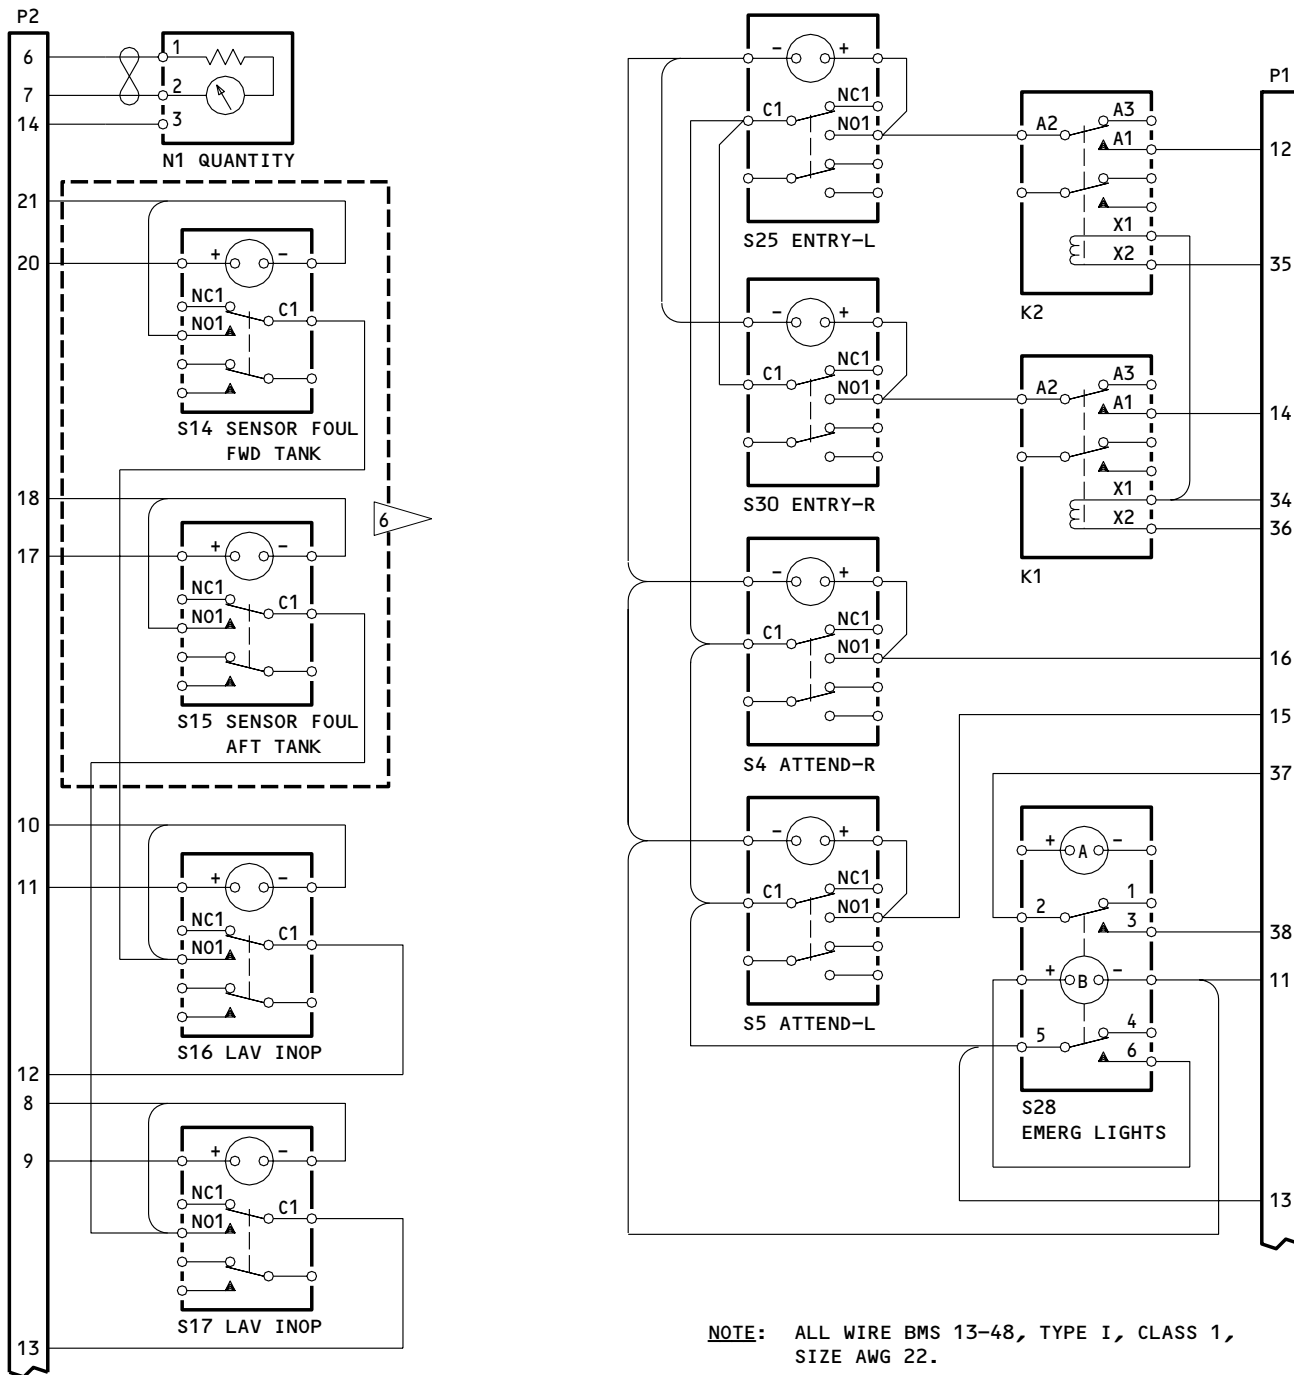 P2
6
7
14
1
2
3
N1 QUANTITY
21
20
+ -
NC1
NO1
C1
S14 SENSOR FOUL
FWD TANK
18
17
6
+ -
NC1
NO1
C1
S15 SENSOR FOUL
AFT TANK
10
11
+ -
NC1
NO1
C1
S16 LAV INOP
12
8
9
+ -
NC1
NO1
C1
S17 LAV INOP
13
- +
C1
NC1
NO1
S25 ENTRY-L
- +
C1
NC1
NO1
S30 ENTRY-R
- +
C1
NC1
NO1
S4 ATTEND-R
- +
C1
NC1
NO1
S5 ATTEND-L
A2
A3
A1
X1
X2
K2
A2
A3
A1
X1
X2
K1
+ A -
2
1
3
+ B -
5
4
6
S28
EMERG LIGHTS
P1
12
35
14
34
36
16
15
37
38
11
13
NOTE: ALL WIRE BMS 13-48, TYPE I, CLASS 1,
SIZE AWG 22.